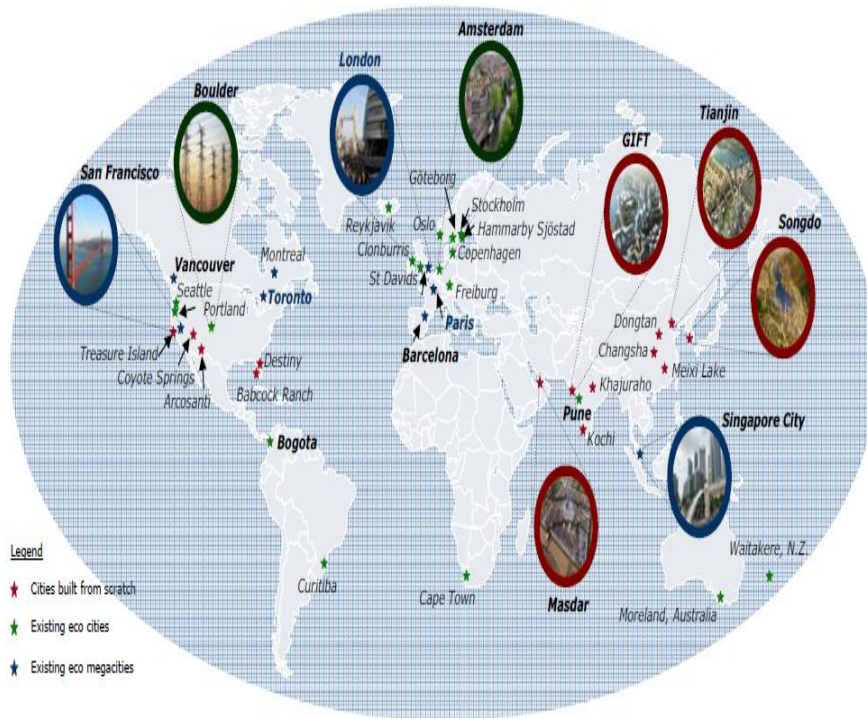 Amsterdam
London
Boulder
Tianjin
GIFT
San Francisco
Göteborg
Stockholm
Reykjavik
Oslo
Hammarby Sjöstad
Songdo
Clonburris
Copenhagen
Montreal
Vancouver
St Davids
Seattle
Freiburg
Portland
Toronto
Dongtan
Paris
Treasure Island
Barcelona
Changsha
Destiny
Meixi Lake
Coyote Springs
Khajuraho
Babcock Ranch
Arcosanti
Pune
Singapore City
Bogota
Kochi
Legend
Waitakere, N.Z.
Cities built from scratch
Curitiba
Cape Town
Masdar
Moreland, Australia
Existing eco cities
Existing eco megacities